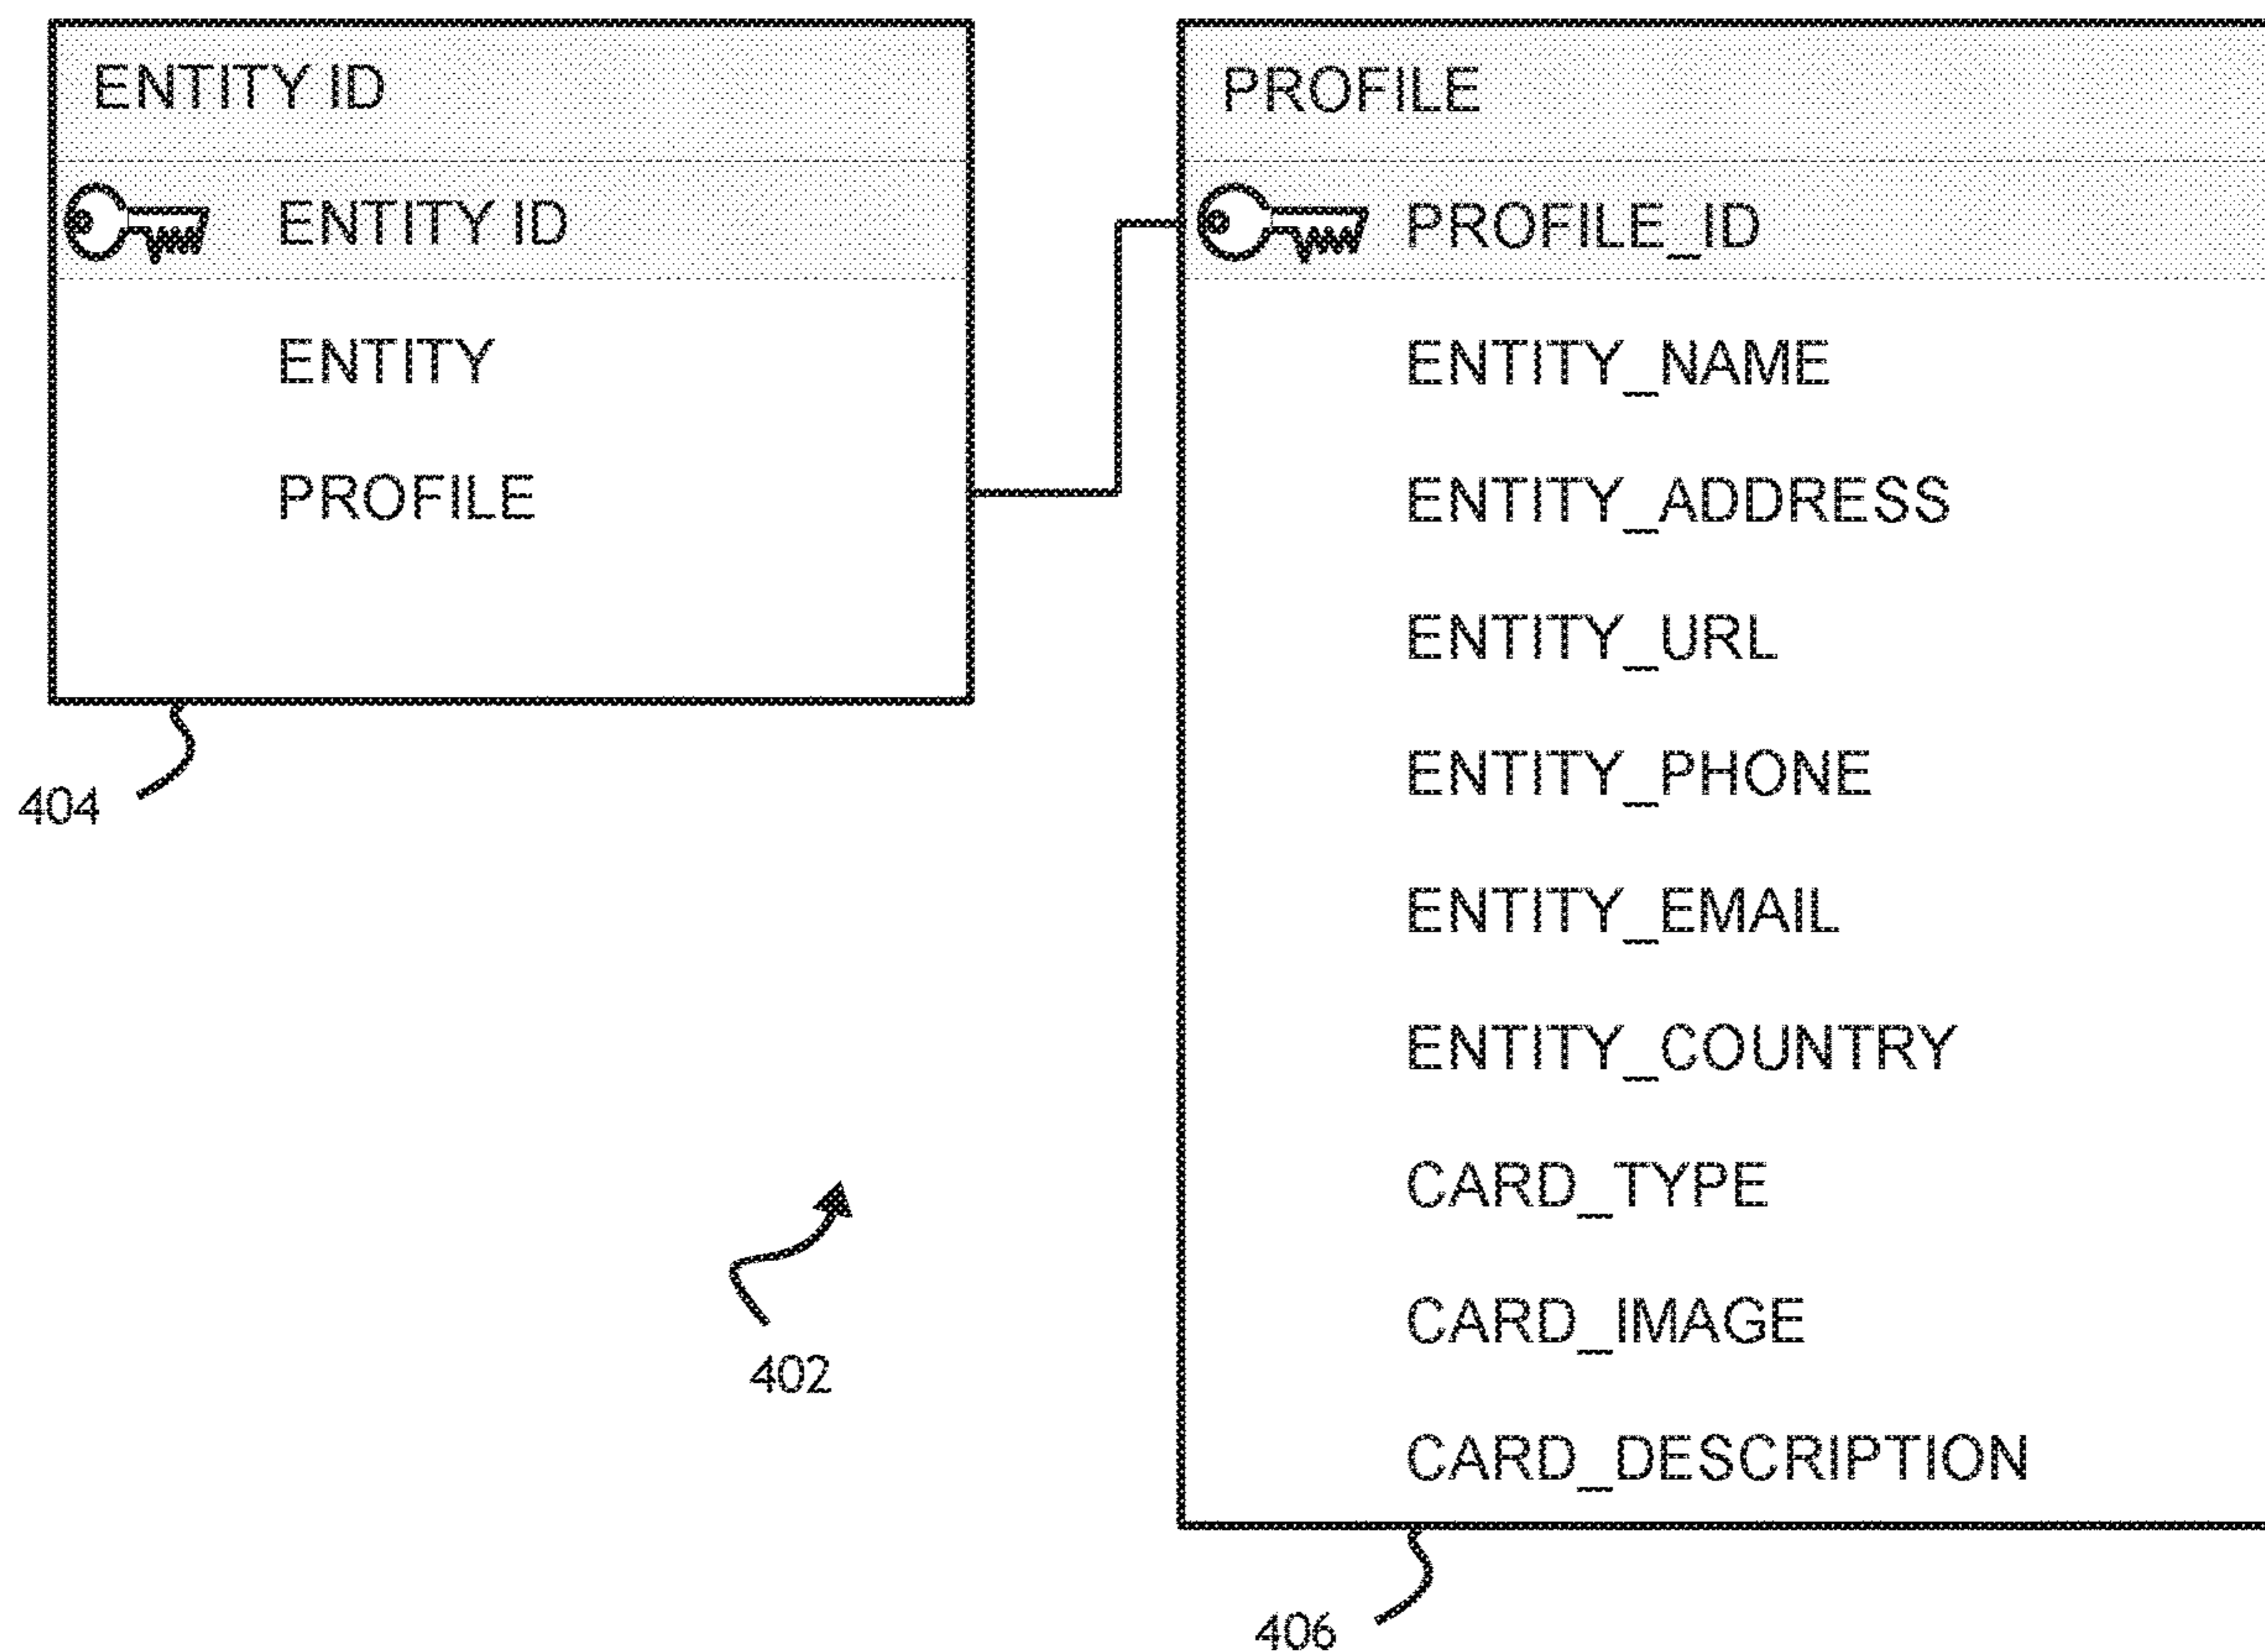 ENTITY ID
ENTITY ID
ENTITY
PROFILE
404
402
PROFILE
PROFILE_ID
ENTITY_NAME
ENTITY_ADDRESS
ENTITY_URL
ENTITY_PHONE
ENTITY_EMAIL
ENTITY_COUNTRY
CARD_TYPE
CARD_IMAGE
CARD_DESCRIPTION
406